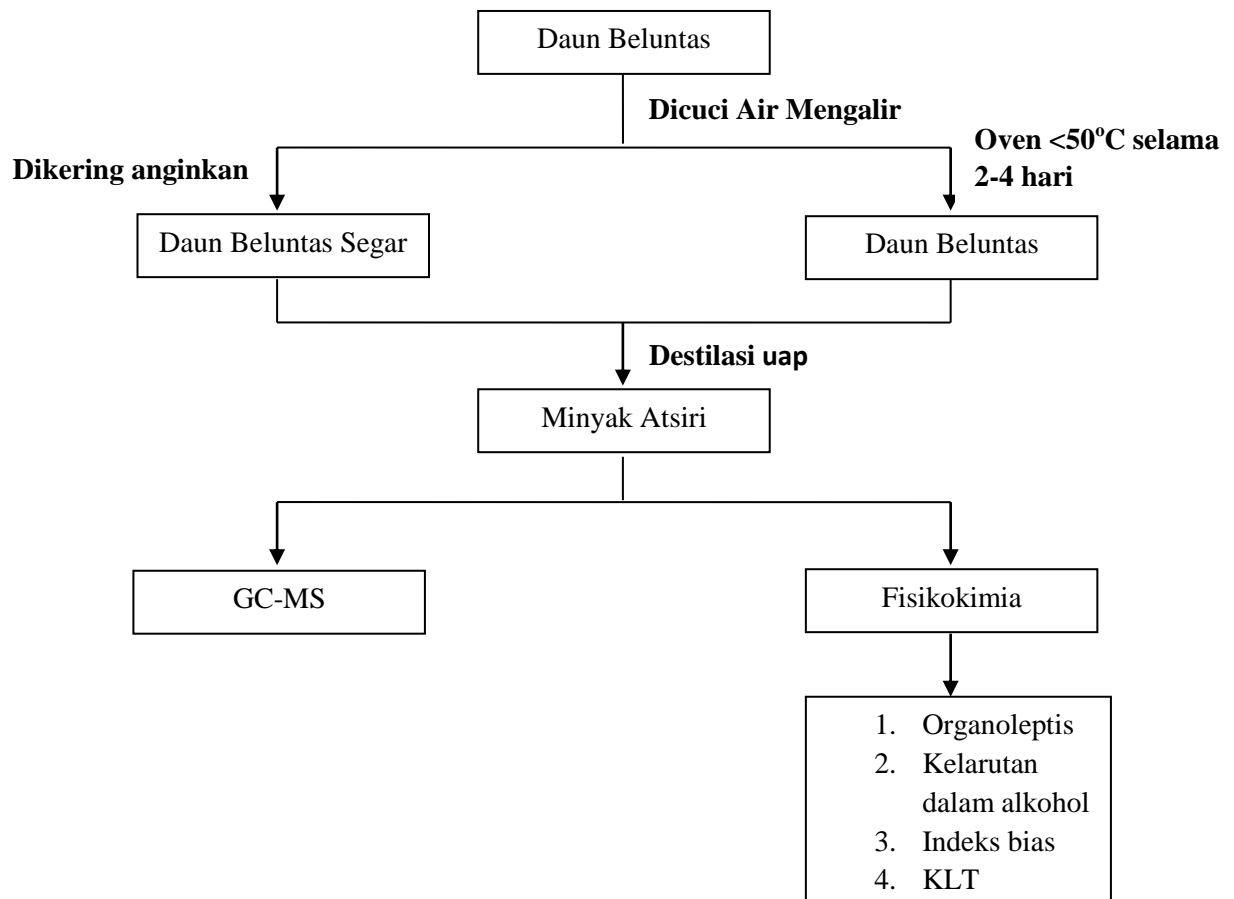 Daun Beluntas
Dicuci Air Mengalir
Oven <50°C selama
2-4 hari
Dikering anginkan
Daun Beluntas Segar
Daun Beluntas
Destilasi uap
Minyak Atsiri
GC-MS
Fisikokimia
1. Organoleptis
2. Kelarutan
dalam alkohol
3. Indeks bias
4. KLT